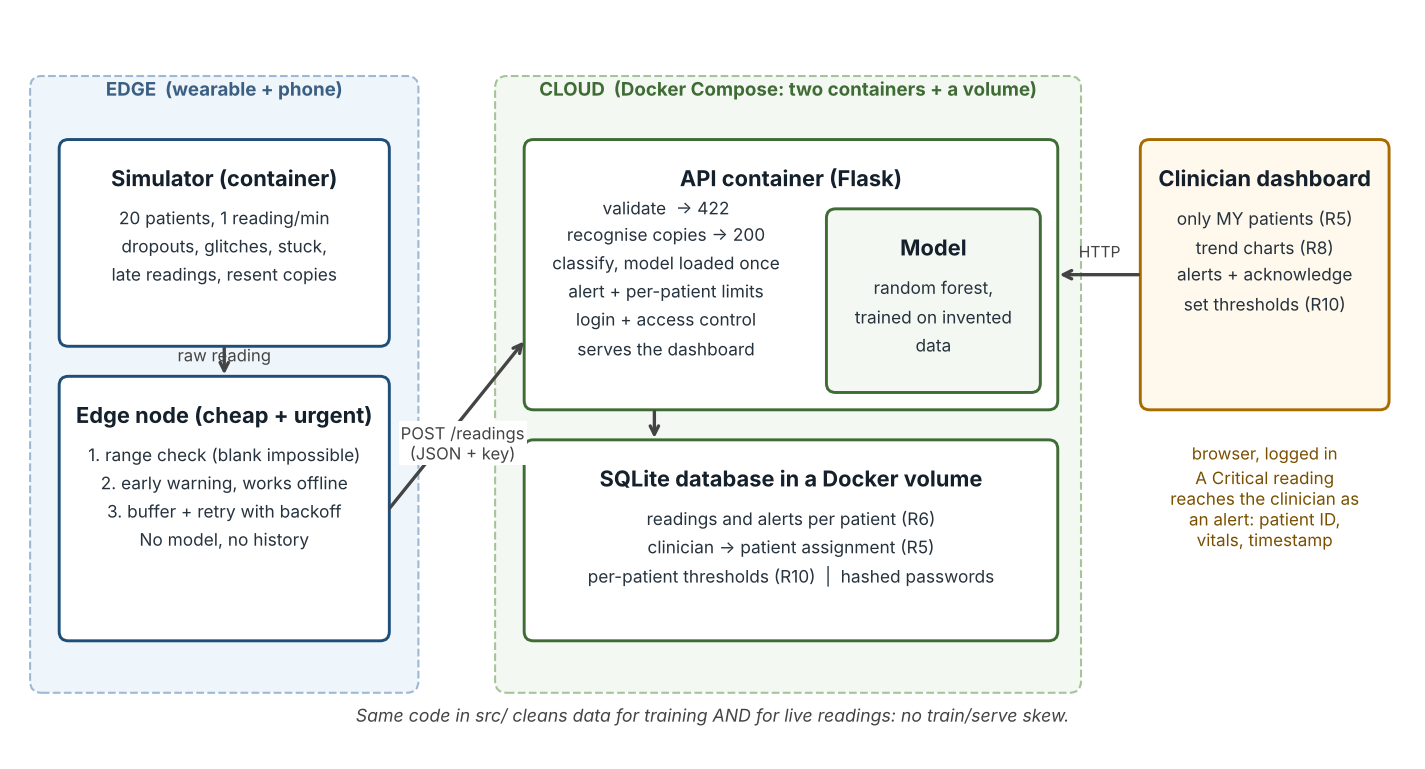 EDGE  (wearable + phone)
Simulator (container)
20 patients, 1 reading/min
dropouts, glitches, stuck,
late readings, resent copies
raw reading
Edge node (cheap + urgent)
1. range check (blank impossible)
2. early warning, works offline
3. buffer + retry with backoff
No model, no history
POST /readings
(JSON + key)
CLOUD  (Docker Compose: two containers + a volume)
API container (Flask)
validate → 422
recognise copies → 200
classify, model loaded once
alert + per-patient limits
login + access control
serves the dashboard
Model
random forest,
trained on invented
data
SQLite database in a Docker volume
readings and alerts per patient (R6)
clinician → patient assignment (R5)
per-patient thresholds (R10) | hashed passwords
HTTP
Clinician dashboard
only MY patients (R5)
trend charts (R8)
alerts + acknowledge
set thresholds (R10)
browser, logged in
A Critical reading
reaches the clinician as
an alert: patient ID,
vitals, timestamp
Same code in src/ cleans data for training AND for live readings: no train/serve skew.